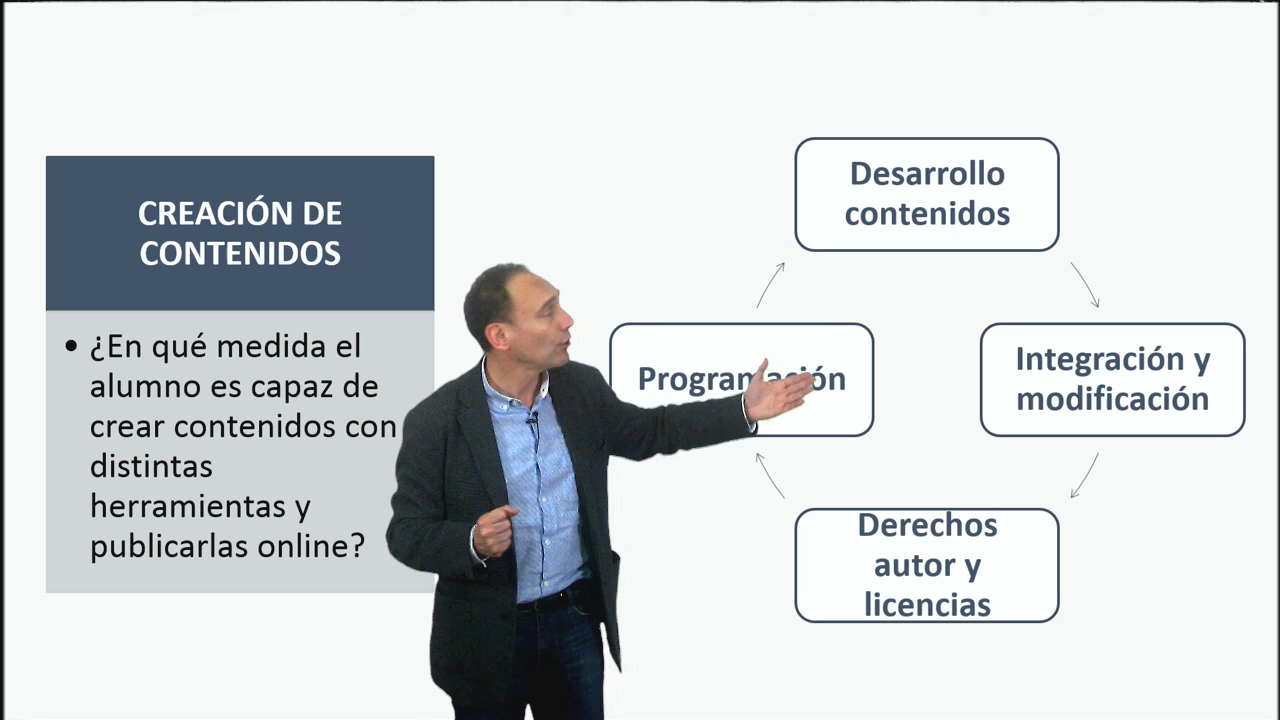 CREACIÓN DE
CONTENIDOS
• ¿En qué medida el
alumno es capaz de
crear contenidos con
distintas
herramientas y
publicarlas online?
Desarrollo
contenidos
Programación
Integración y
modificación
Derechos
autor y
licencias